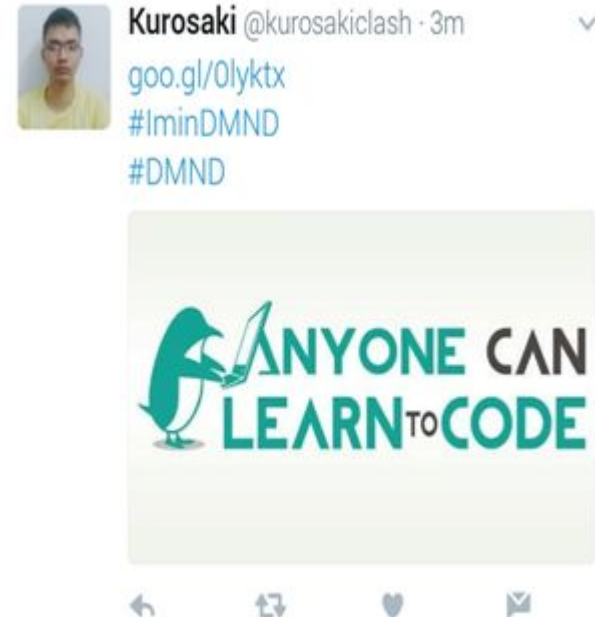 Kurosaki @kurosakiclash · 3m
goo.gl/0lyktx
#IminDMND
#DMND
ANYONE CAN
LEARN TO CODE